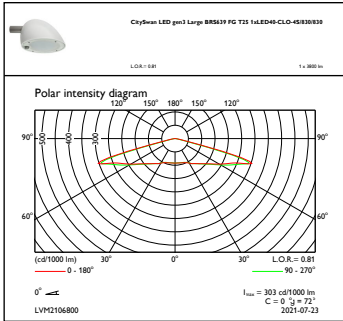 CitySwan LED gen3 Large BRS639 FG T25 1xLED40-CLO-4S/830/830
L.O.R.= 0.81 1 x 3800 lm
Polar intensity diagram
120° 150° 180° 150° 120°
90° 500 400 300 90°
60° 60°
(cd/1000 lm) 30° 0° 30° L.O.R.= 0.81
0 - 180° 90 - 270°
0° Imax = 303 cd/1000 lm
C = 0 °g = 72°
LVM2106800 2021-07-23